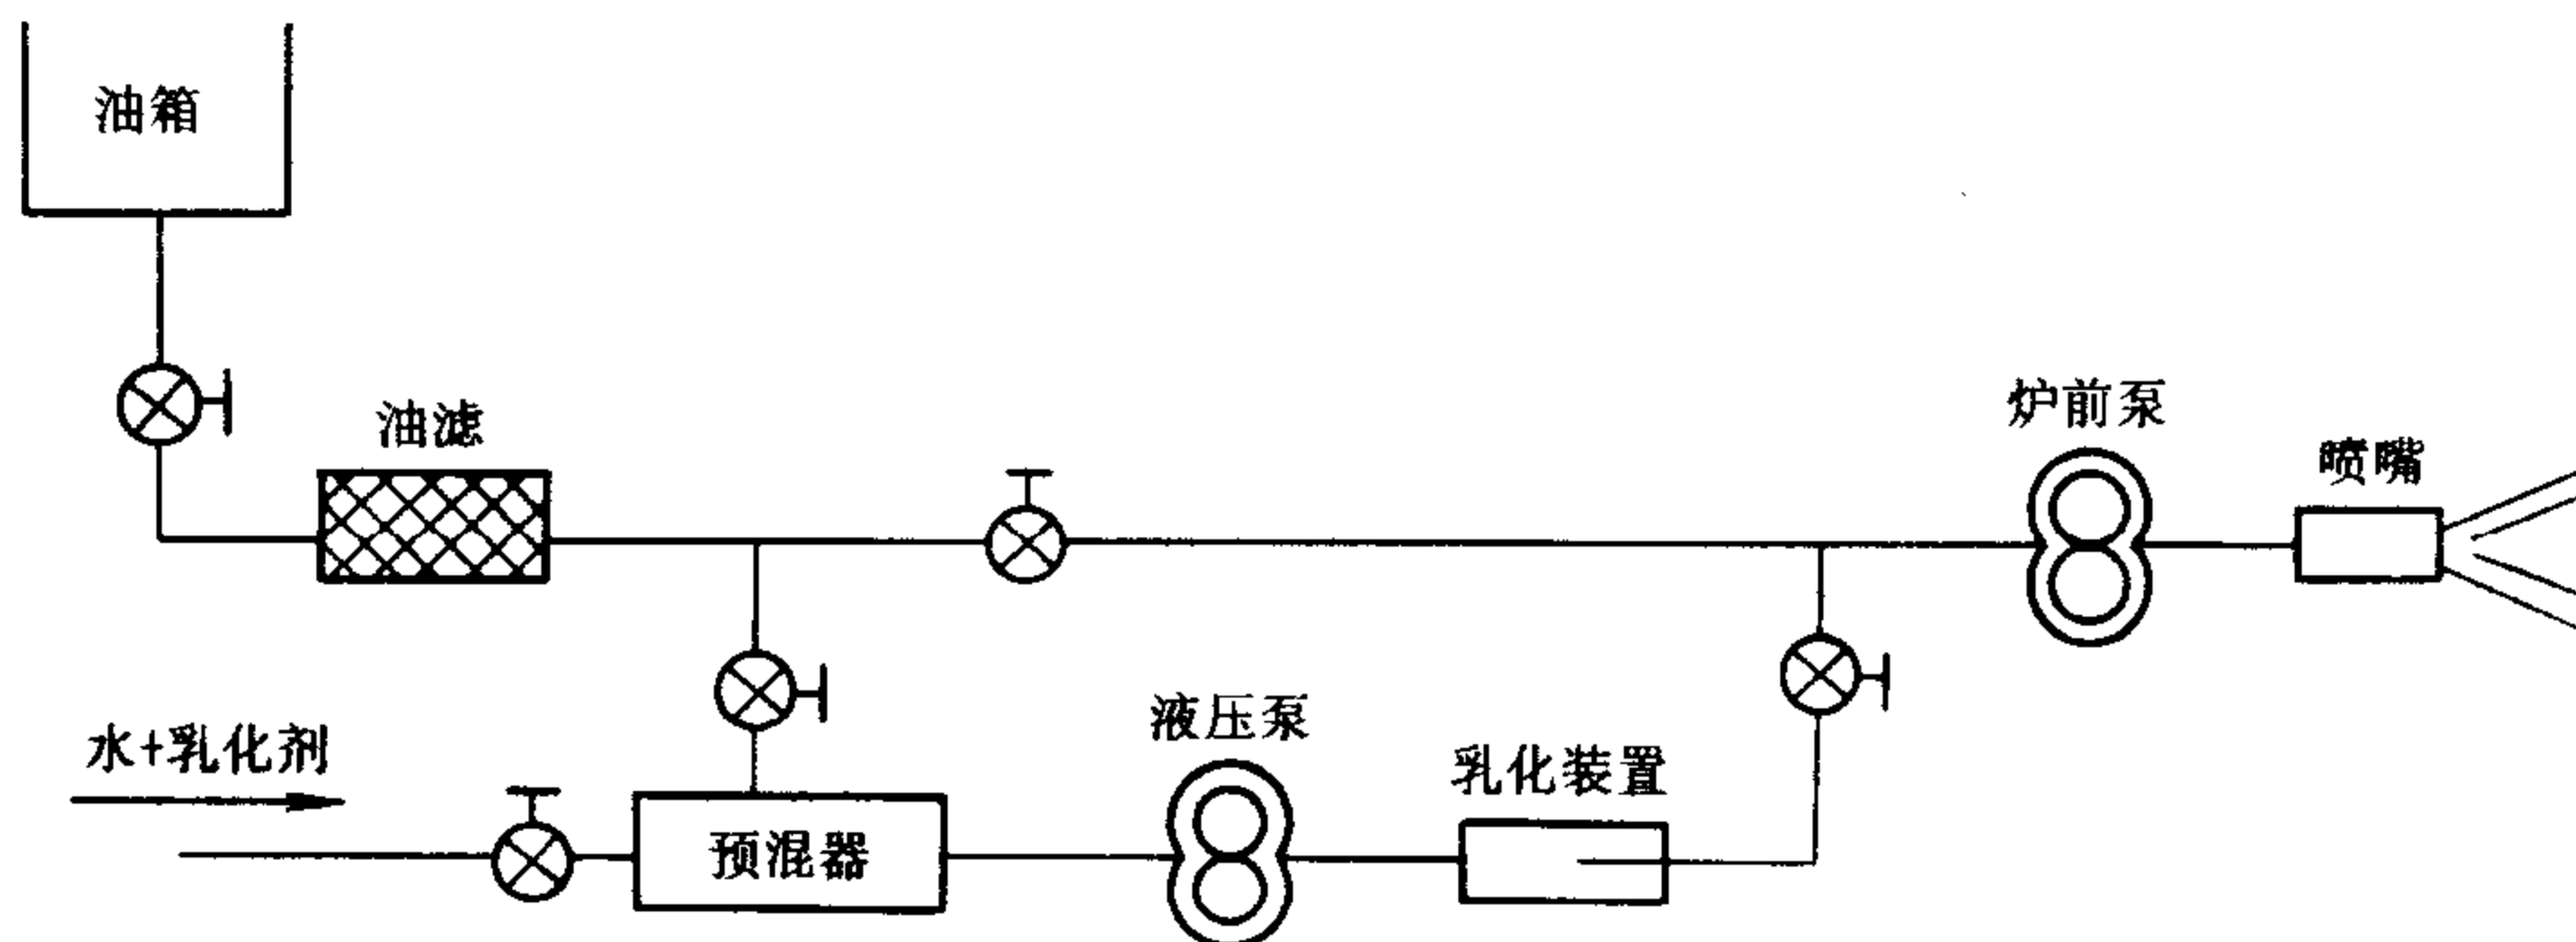 油箱
油滤
炉前泵
喷嘴
水+乳化剂
液压泵
乳化装置
预混器